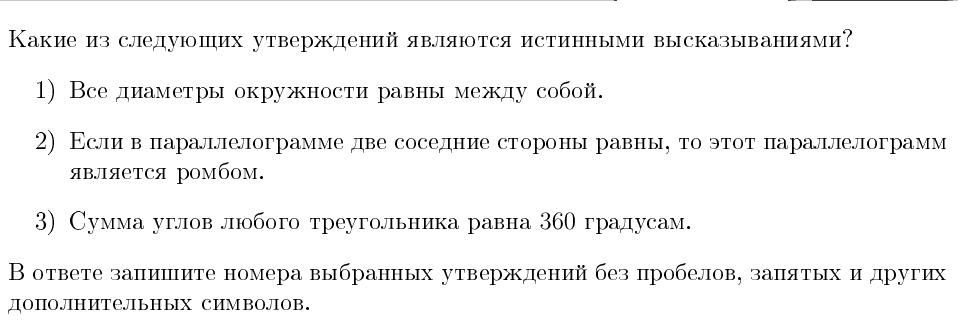 Какие из следующих утверждений являются истинными высказываниями?
1) Все диаметры окружности равны между собой.
2) Если в параллелограмме две соседние стороны равны, то этот параллелограмм
является ромбом.
3) Сумма углов любого треугольника равна 360 градусам.
В ответе запишите номера выбранных утверждений без пробелов, запятых и других
дополнительных символов.